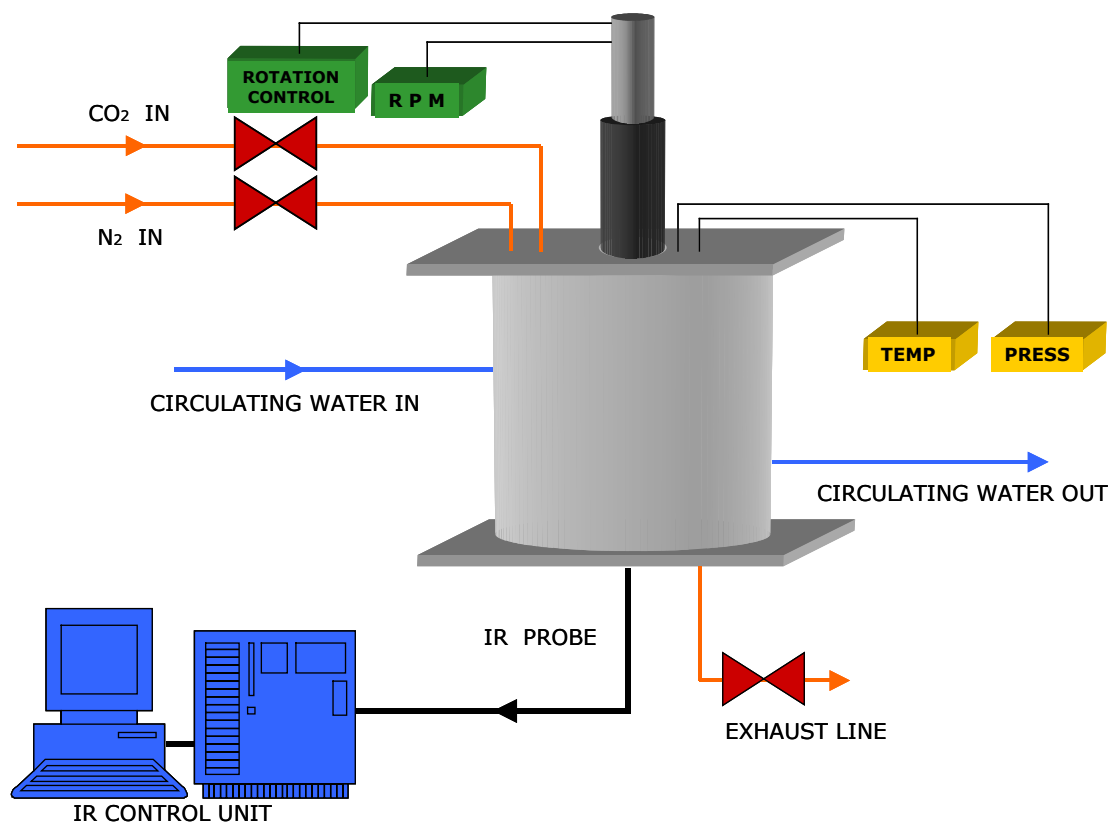 ROTATION
CONTROL
R P M
CO2 IN
N2 IN
TEMP
PRESS
CIRCULATING WATER IN
CIRCULATING WATER OUT
IR PROBE
EXHAUST LINE
IR CONTROL UNIT